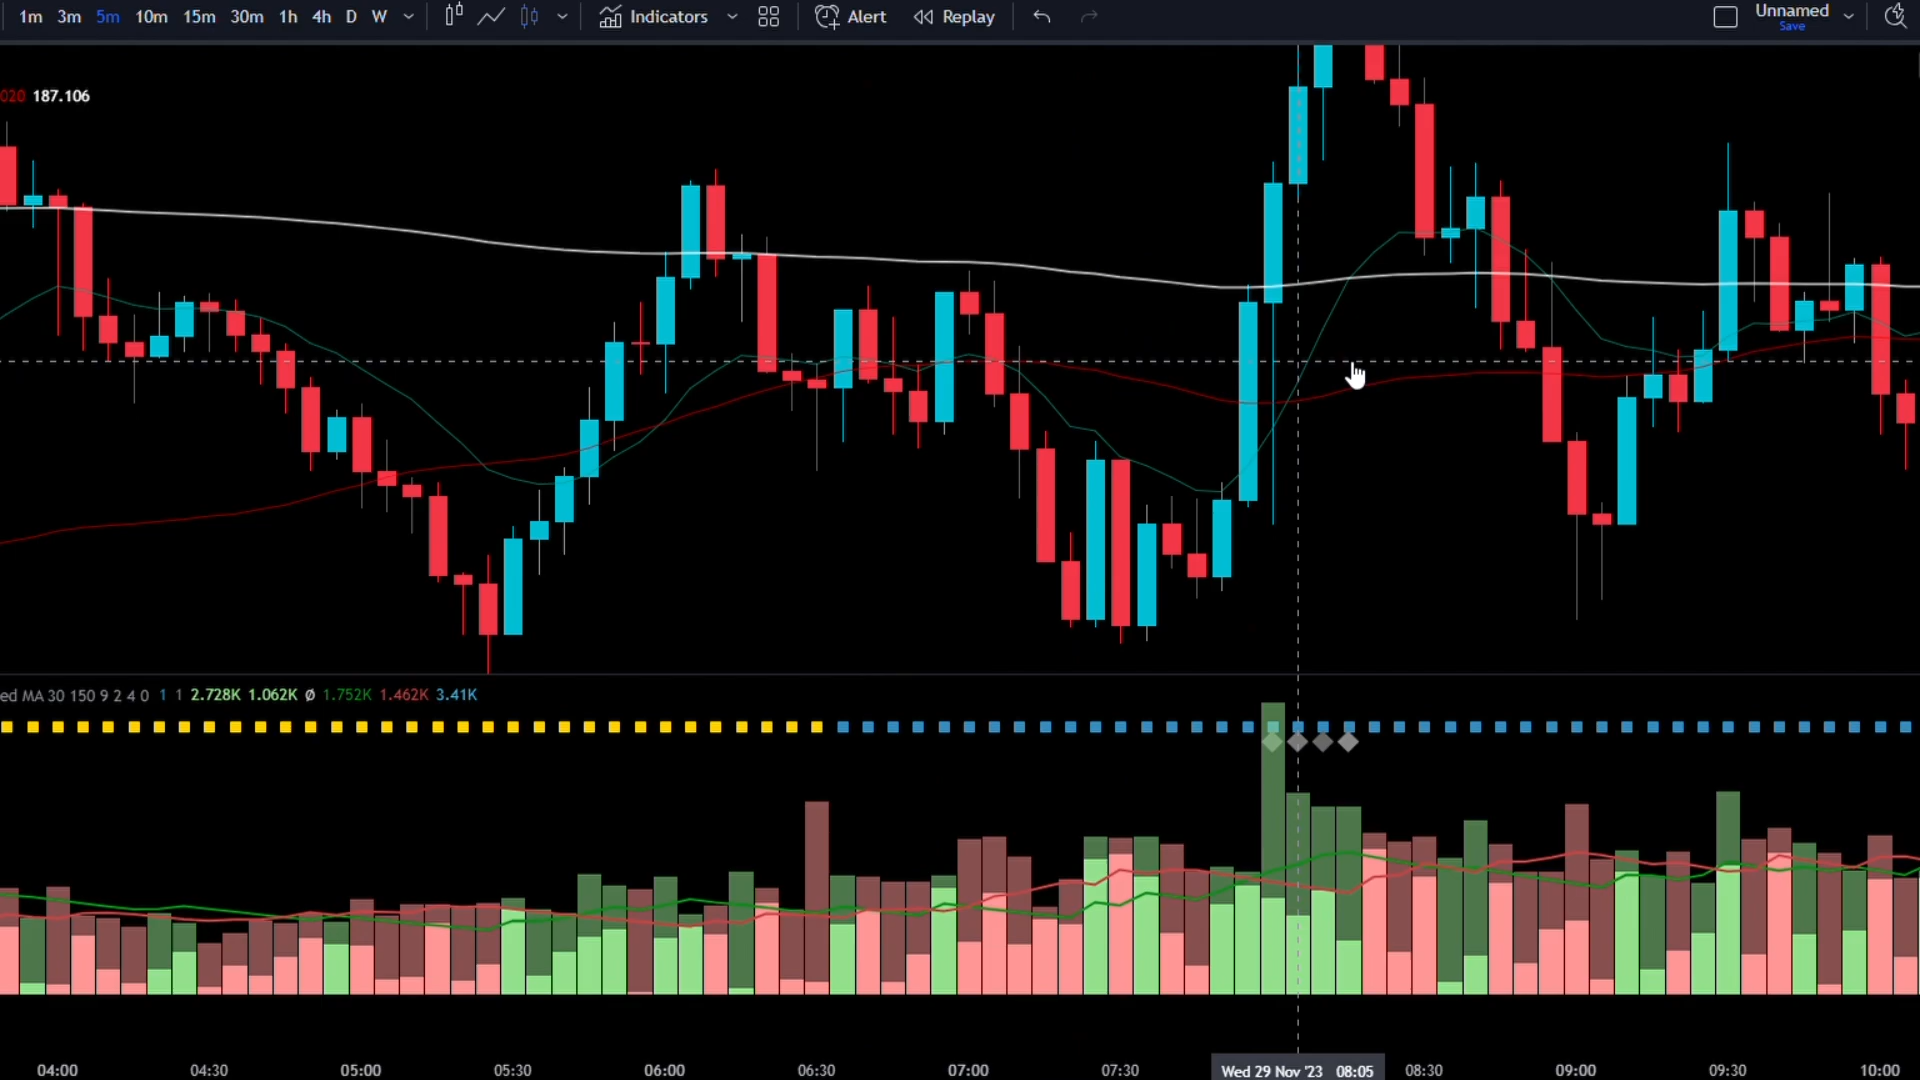 1m 3m 5m 10m 15m 30m 1h 4h D W Indicators Alert Replay Unnamed
Save
020 187.106
ed MA 30 150 9 2 4 0 1 1 2.728K 1.062K Ø 1.752K 1.462K 3.41K
04:00 04:30 05:00 05:30 06:00 06:30 07:00 07:30 Wed 29 Nov '23 08:05 08:30 09:00 09:30 10:00